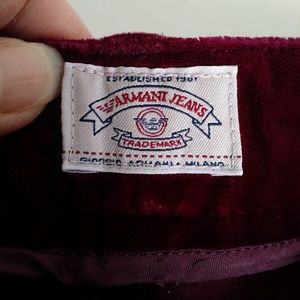 ESTABLISHED 1981
ARMANI JEANS
TRADEMARK
GIORGIO ARMANI - MILANO